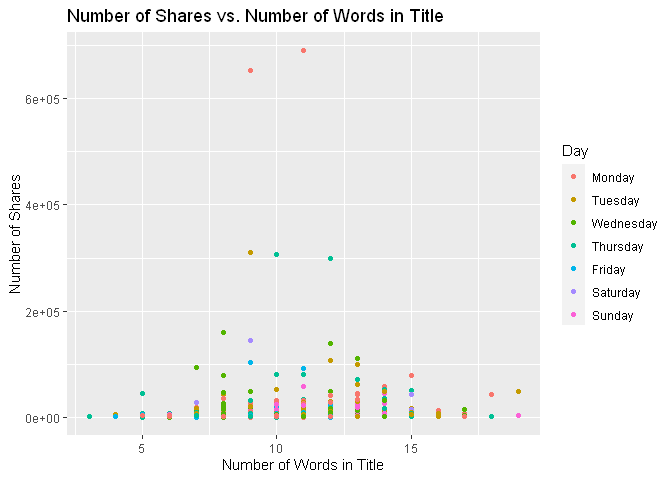 Number of Shares vs. Number of Words in Title
Number of Shares
6e+05
4e+05
2e+05
0e+00
5
10
15
Number of Words in Title
Day
Monday
Tuesday
Wednesday
Thursday
Friday
Saturday
Sunday